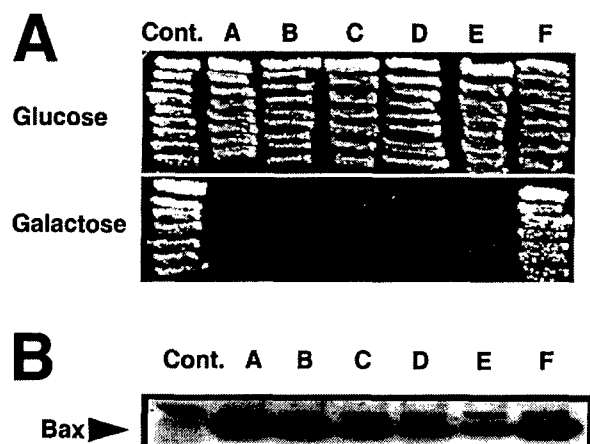 A
Cont. A B C D E F
Glucose
Galactose
B
Cont. A B C D E F
Bax